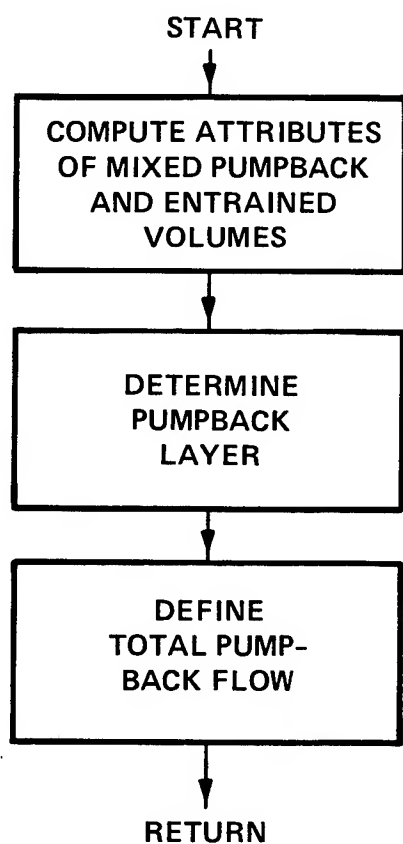 START
COMPUTE ATTRIBUTES
OF MIXED PUMPBACK
AND ENTRAINED
VOLUMES
DETERMINE
PUMPBACK
LAYER
DEFINE
TOTAL PUMP-
BACK FLOW
RETURN